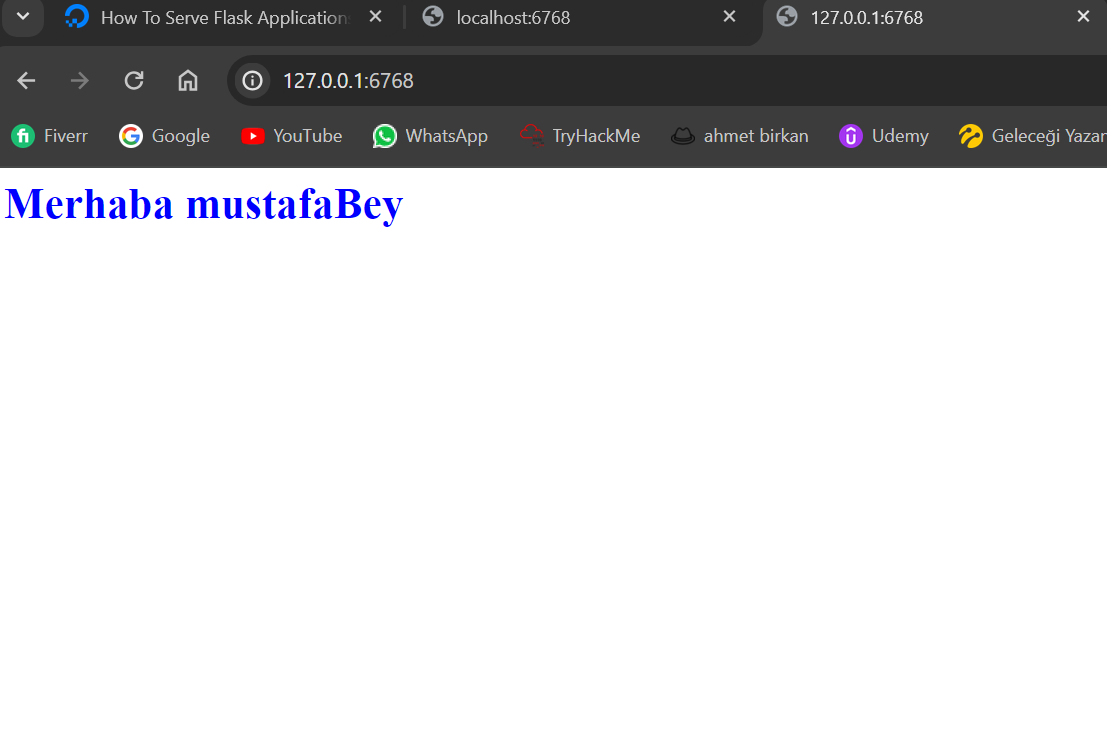 How To Serve Flask Application
localhost:6768
127.0.0.1:6768
127.0.0.1:6768
Fiverr
Google
YouTube
WhatsApp
TryHackMe
ahmet birkan
Udemy
Geleceği Yazar
Merhaba mustafaBey